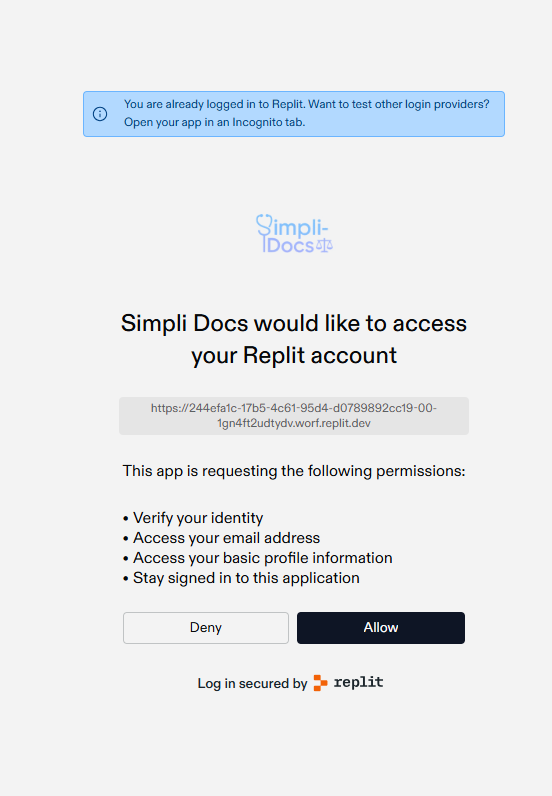 You are already logged in to Replit. Want to test other login providers?
Open your app in an Incognito tab.
Simpli-
Docs
Simpli Docs would like to access
your Replit account
https://244efa1c-17b5-4c61-95d4-d0789892cc19-00-
1gn4ft2udtydv.worf.replit.dev
This app is requesting the following permissions:
• Verify your identity
• Access your email address
• Access your basic profile information
• Stay signed in to this application
Deny
Allow
Log in secured by replit